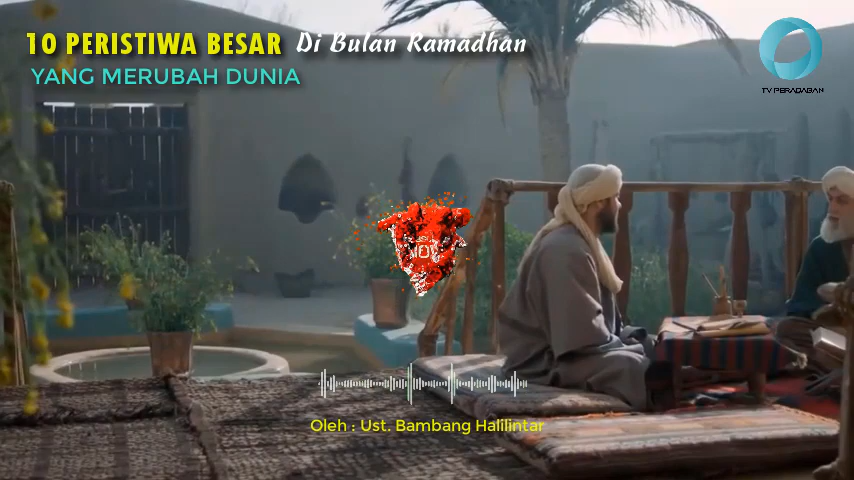 10 PERISTIWA BESAR Di Bulan Ramadhan
YANG MERUBAH DUNIA
TV PERADABAN
Oleh : Ust. Bambang Halilintar